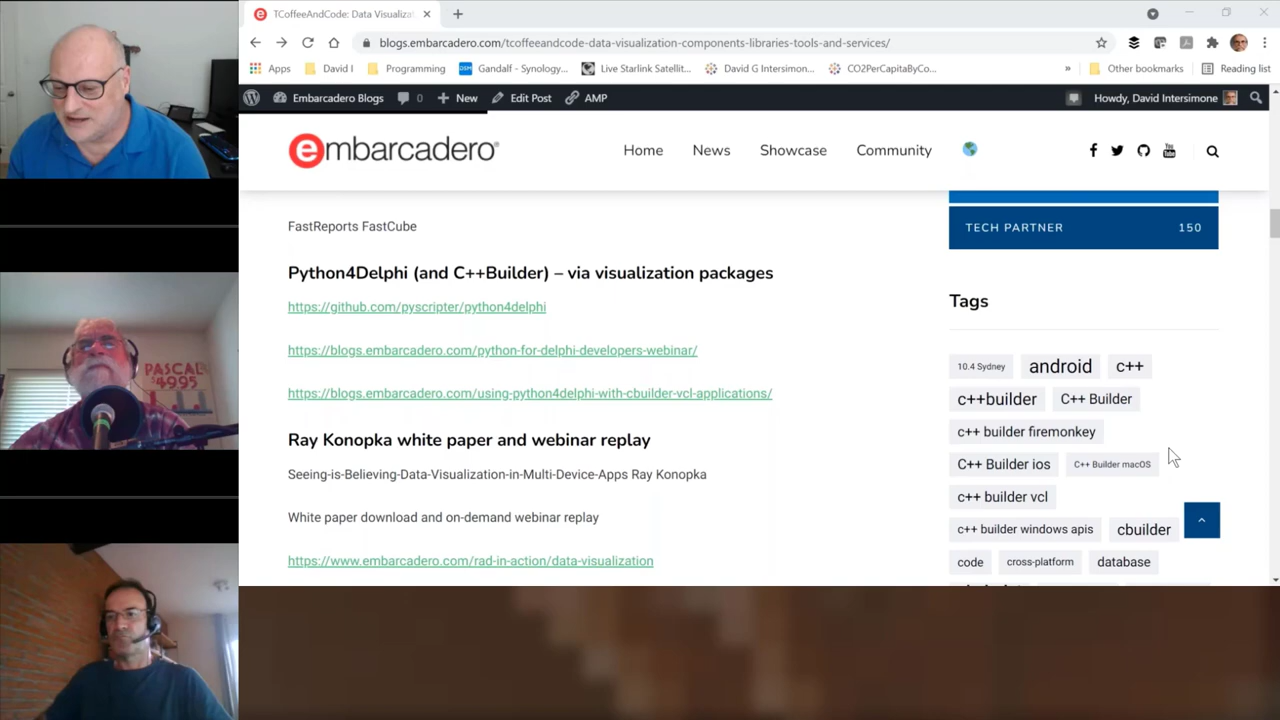 TCoffeeAndCode: Data Visualiza
blogs.embarcadero.com/tcoffeeandcode-data-visualization-components-libraries-tools-and-services/
Apps
David I
Programming
DSM
Gandalf - Synology...
Live Starlink Satellit...
David G Intersimon...
CO2PerCapitaByCo...
»
Other bookmarks
Reading list
Embarcadero Blogs
0
New
Edit Post
AMP
Howdy, David Intersimone
embarcadero®
Home
News
Showcase
Community
FastReports FastCube
TECH PARTNER 150
Python4Delphi (and C++Builder) – via visualization packages
https://github.com/pyscripter/python4delphi
https://blogs.embarcadero.com/python-for-delphi-developers-webinar/
https://blogs.embarcadero.com/using-python4delphi-with-cbuilder-vcl-applications/
Ray Konopka white paper and webinar replay
Seeing-is-Believing-Data-Visualization-in-Multi-Device-Apps Ray Konopka
White paper download and on-demand webinar replay
https://www.embarcadero.com/rad-in-action/data-visualization
Tags
10.4 Sydney android c++
c++builder C++ Builder
c++ builder firemonkey
C++ Builder ios C++ Builder macOS
c++ builder vcl
c++ builder windows apis cbuilder
code cross-platform database
PASCAL
$4995